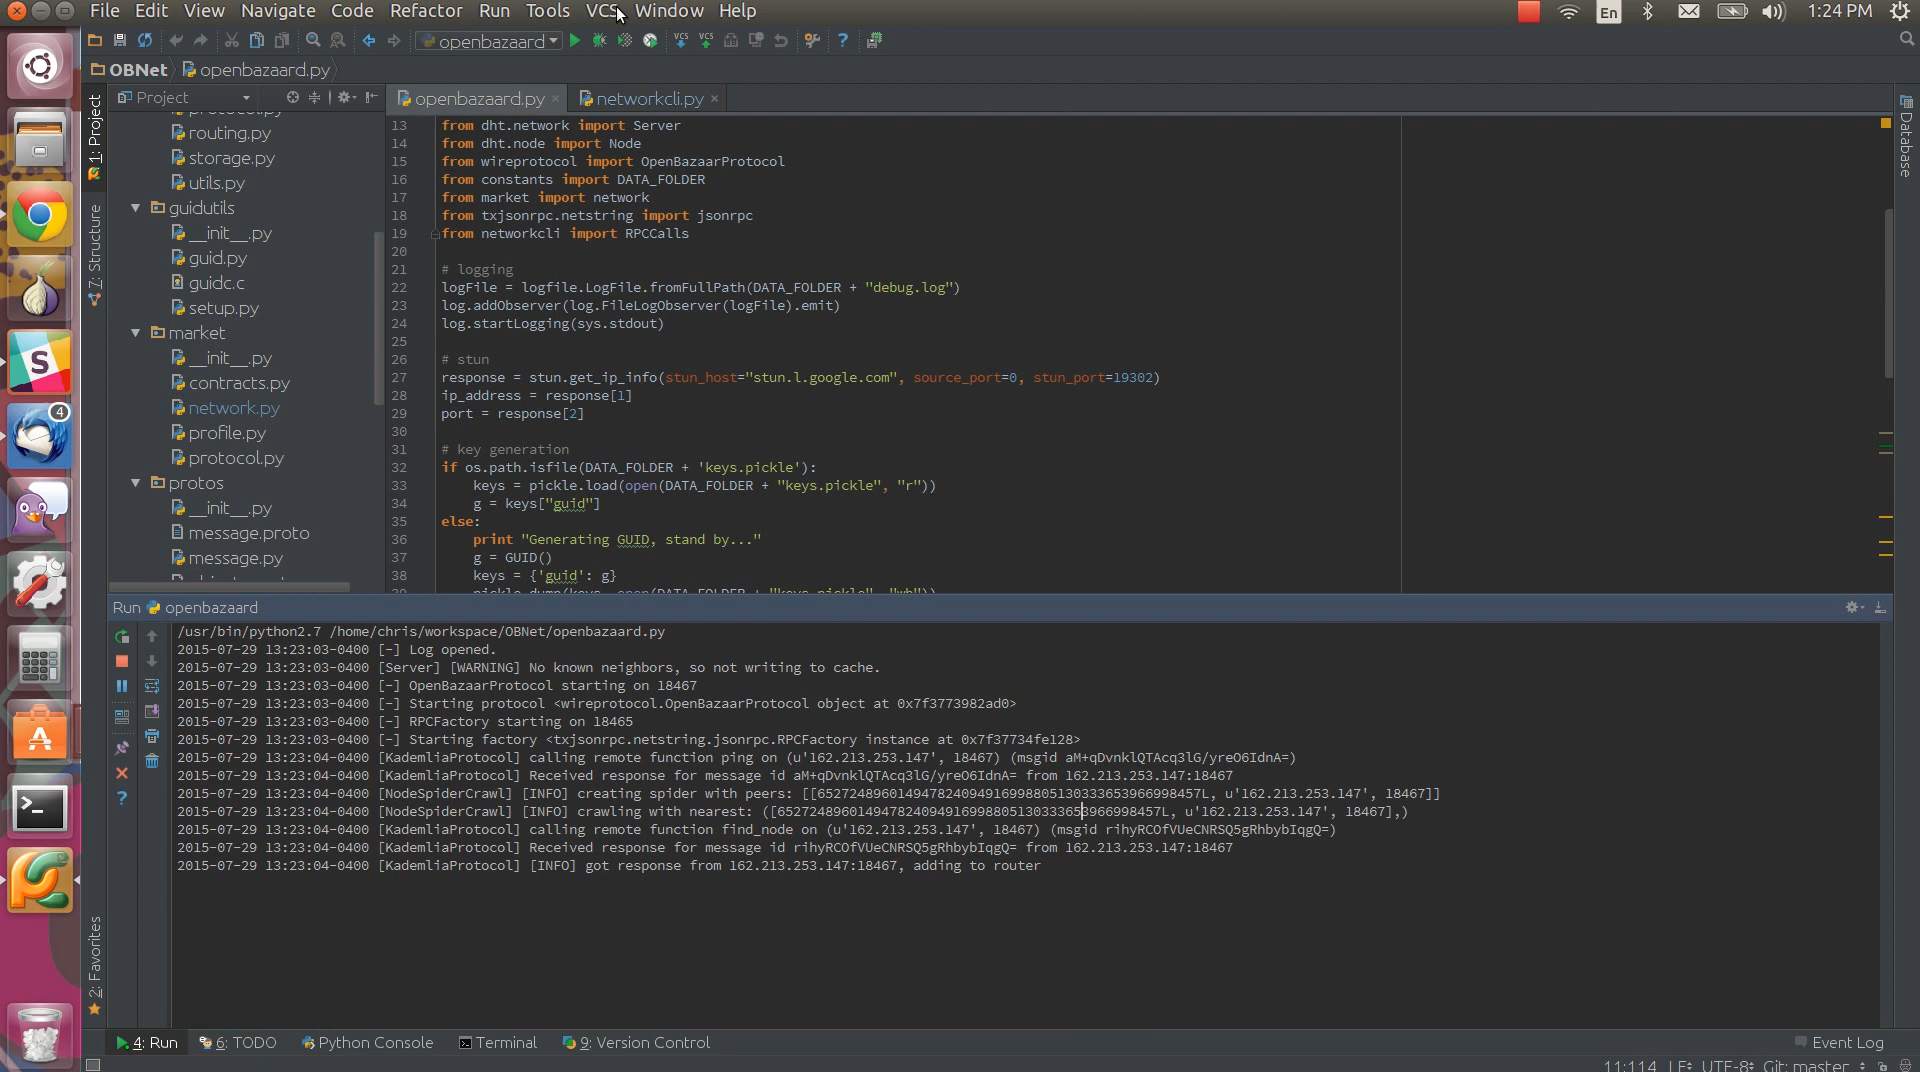 File Edit View Navigate Code Refactor Run Tools VCS Window Help
En
1:24 PM
openbazaard
VCS VCS
OBNet openbazaard.py
Project
openbazaard.py
networkcli.py
1: Project
7: Structure
2: Favorites
Database
routing.py
storage.py
utils.py
guidutils
__init__.py
guid.py
guidc.c
setup.py
market
__init__.py
contracts.py
network.py
profile.py
protocol.py
protos
__init__.py
message.proto
message.py
S
4
13 from dht.network import Server
14 from dht.node import Node
15 from wireprotocol import OpenBazaarProtocol
16 from constants import DATA_FOLDER
17 from market import network
18 from txjsonrpc.netstring import jsonrpc
19 from networkcli import RPCCalls
20
21 # logging
22 logFile = logfile.LogFile.fromFullPath(DATA_FOLDER + "debug.log")
23 log.addObserver(log.FileLogObserver(logFile).emit)
24 log.startLogging(sys.stdout)
25
26 # stun
27 response = stun.get_ip_info(stun_host="stun.l.google.com", source_port=0, stun_port=19302)
28 ip_address = response[1]
29 port = response[2]
30
31 # key generation
32 if os.path.isfile(DATA_FOLDER + 'keys.pickle'):
33 keys = pickle.load(open(DATA_FOLDER + "keys.pickle", "r"))
34 g = keys["guid"]
35 else:
36 print "Generating GUID, stand by..."
37 g = GUID()
38 keys = {'guid': g}
Run openbazaard
/usr/bin/python2.7 /home/chris/workspace/OBNet/openbazaard.py
2015-07-29 13:23:03-0400 [-] Log opened.
2015-07-29 13:23:03-0400 [Server] [WARNING] No known neighbors, so not writing to cache.
2015-07-29 13:23:03-0400 [-] OpenBazaarProtocol starting on 18467
2015-07-29 13:23:03-0400 [-] Starting protocol <wireprotocol.OpenBazaarProtocol object at 0x7f3773982ad0>
2015-07-29 13:23:03-0400 [-] RPCFactory starting on 18465
2015-07-29 13:23:03-0400 [-] Starting factory <txjsonrpc.netstring.jsonrpc.RPCFactory instance at 0x7f37734fe128>
2015-07-29 13:23:04-0400 [KademliaProtocol] calling remote function ping on (u'162.213.253.147', 18467) (msgid aM+qDvnklQTAcq3lG/yreO6IdnA=)
2015-07-29 13:23:04-0400 [KademliaProtocol] Received response for message id aM+qDvnklQTAcq3lG/yreO6IdnA= from 162.213.253.147:18467
2015-07-29 13:23:04-0400 [NodeSpiderCrawl] [INFO] creating spider with peers: [[652724896014947824094916998805130333653966998457L, u'162.213.253.147', 18467]]
2015-07-29 13:23:04-0400 [NodeSpiderCrawl] [INFO] crawling with nearest: ([652724896014947824094916998805130333653966998457L, u'162.213.253.147', 18467],)
2015-07-29 13:23:04-0400 [KademliaProtocol] calling remote function find_node on (u'162.213.253.147', 18467) (msgid rihyRCOfVUeCNRSQ5gRhbybIqgQ=)
2015-07-29 13:23:04-0400 [KademliaProtocol] Received response for message id rihyRCOfVUeCNRSQ5gRhbybIqgQ= from 162.213.253.147:18467
2015-07-29 13:23:04-0400 [KademliaProtocol] [INFO] got response from 162.213.253.147:18467, adding to router
4: Run 6: TODO Python Console Terminal 9: Version Control Event Log
11:114 LF UTF-8 Git: master